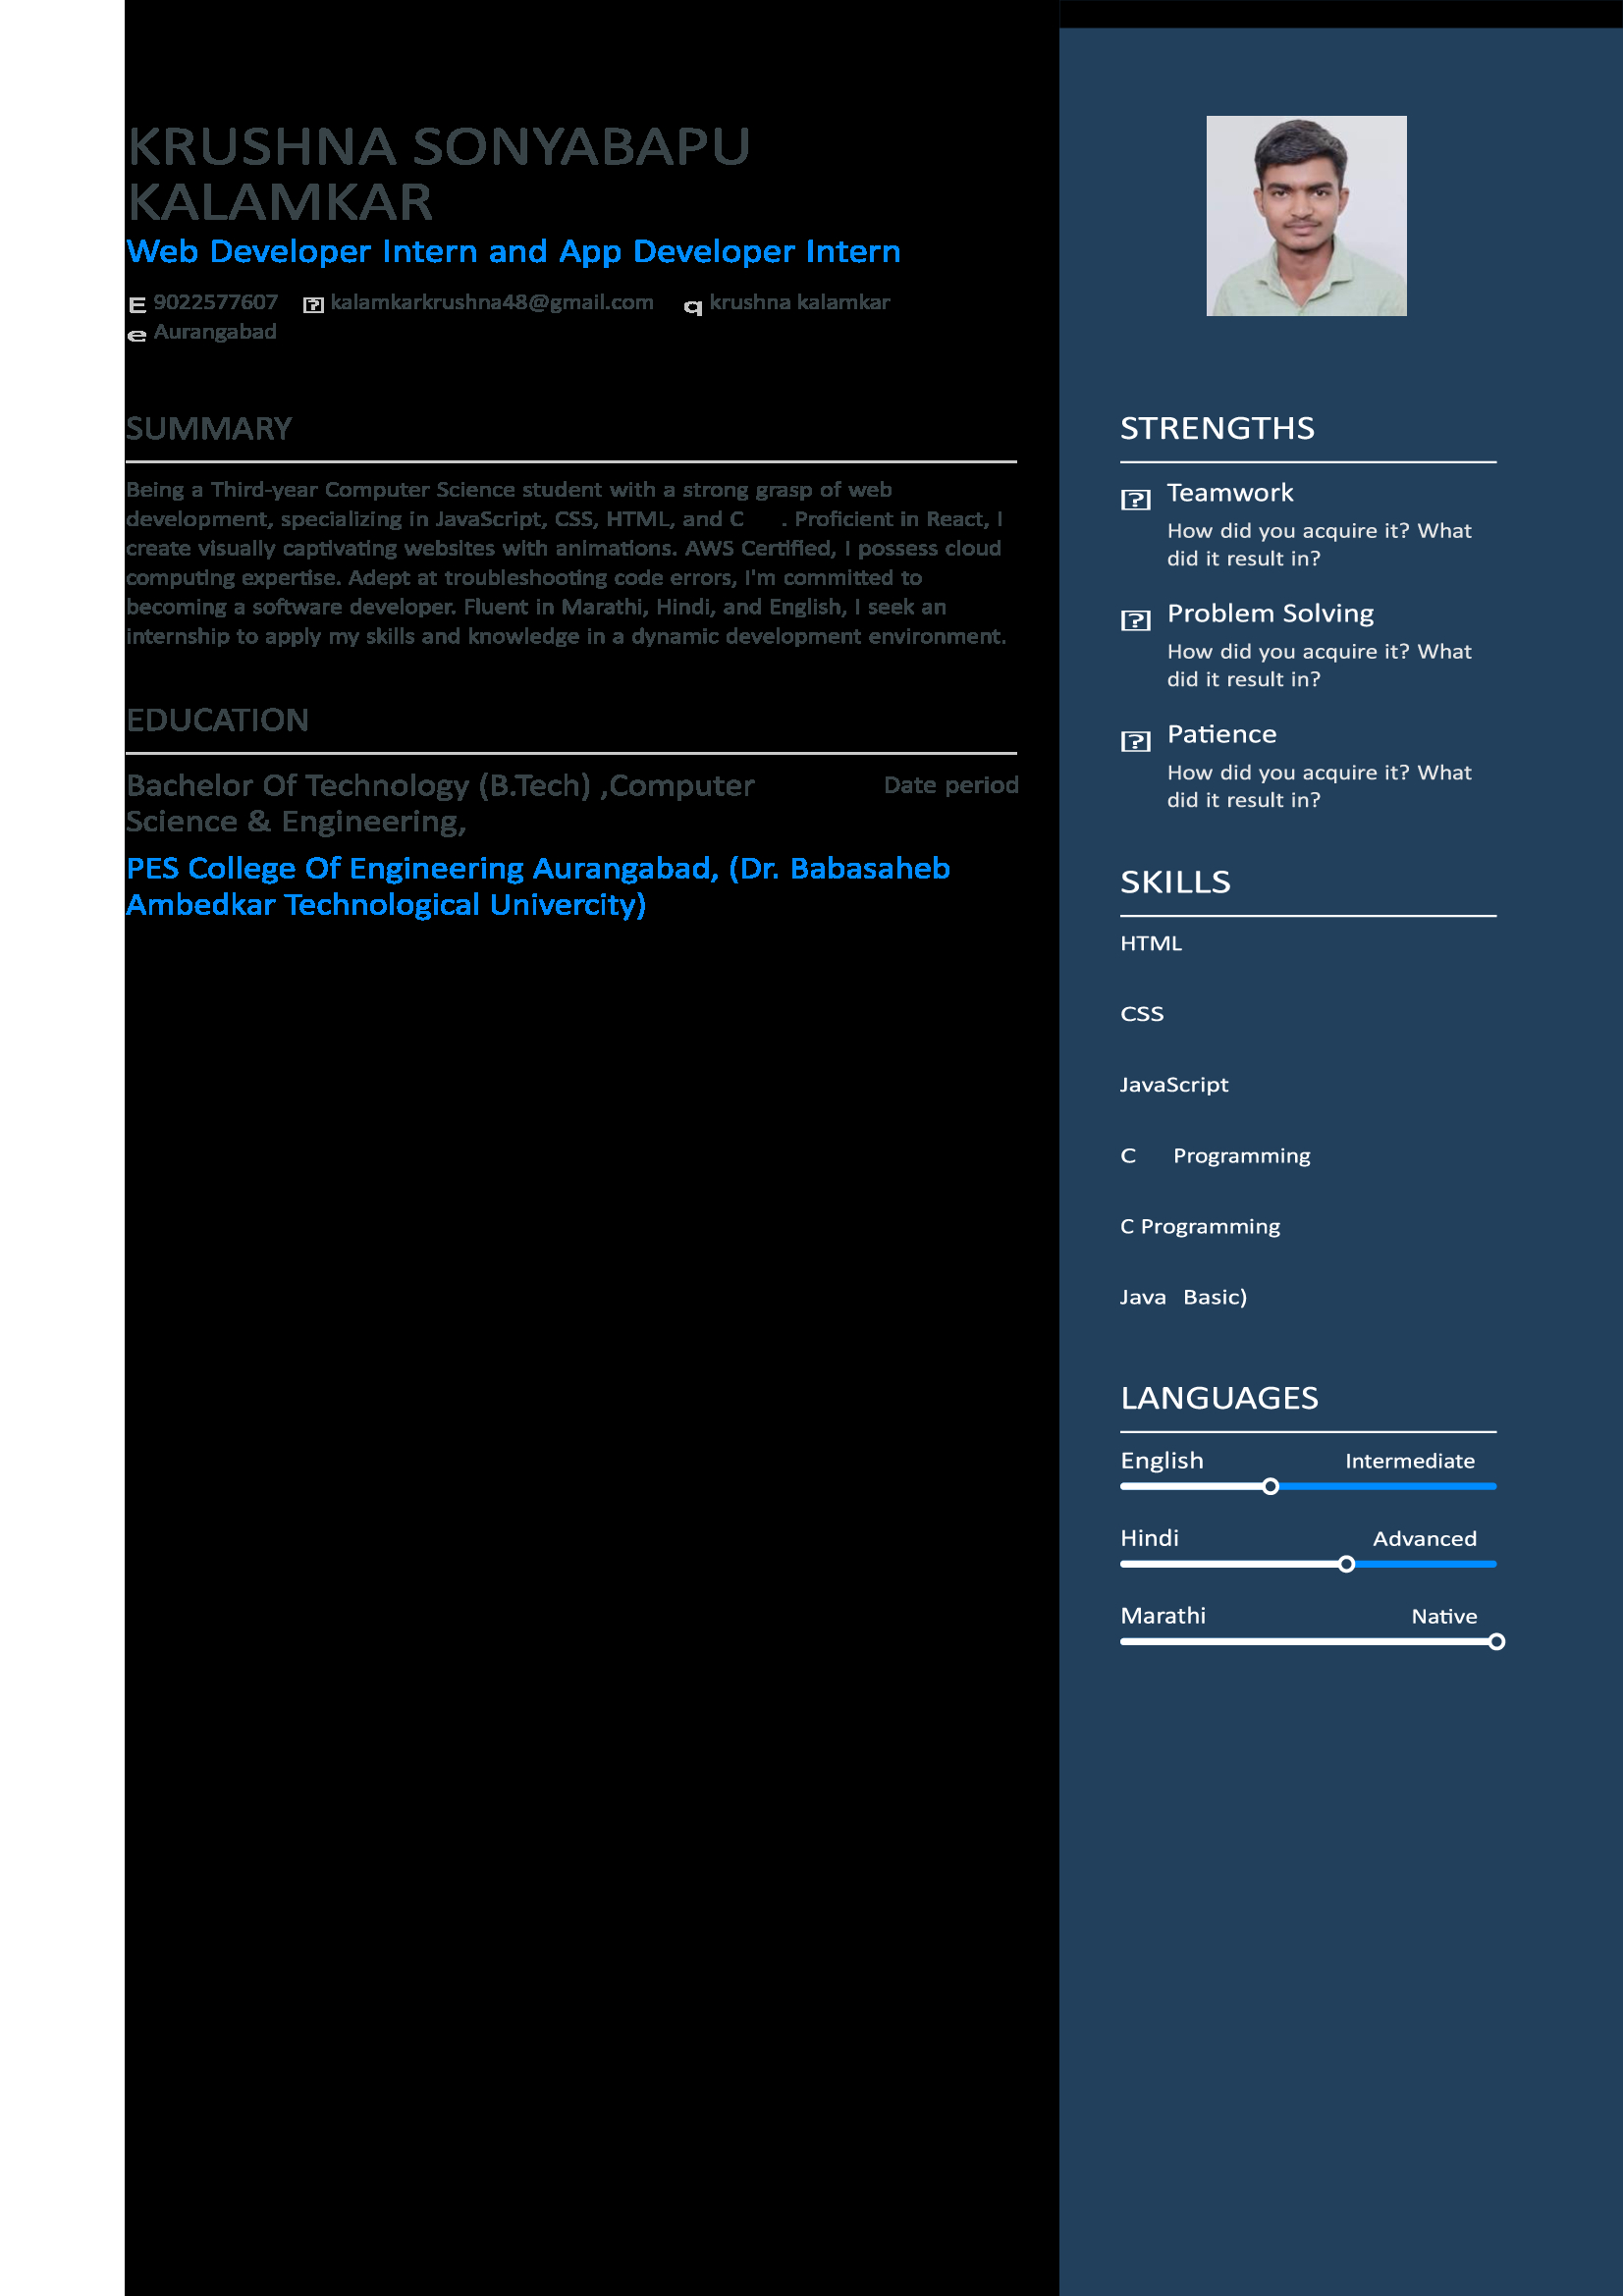 KRUSHNA SONYABAPU
KALAMKAR
Web Developer Intern and App Developer Intern
E 9022577607 kalamkarkrushna48@gmail.com q krushna kalamkar
e Aurangabad
SUMMARY
Being a Third-year Computer Science student with a strong grasp of web
development, specializing in JavaScript, CSS, HTML, and C . Proficient in React, I
create visually captivating websites with animations. AWS Certified, I possess cloud
computing expertise. Adept at troubleshooting code errors, I'm committed to
becoming a software developer. Fluent in Marathi, Hindi, and English, I seek an
internship to apply my skills and knowledge in a dynamic development environment.
EDUCATION
Bachelor Of Technology (B.Tech) ,Computer
Science & Engineering,
Date period
PES College Of Engineering Aurangabad, (Dr. Babasaheb
Ambedkar Technological Univercity)
STRENGTHS
Teamwork
How did you acquire it? What
did it result in?
Problem Solving
How did you acquire it? What
did it result in?
Patience
How did you acquire it? What
did it result in?
SKILLS
HTML
CSS
JavaScript
C Programming
C Programming
Java Basic)
LANGUAGES
English Intermediate
Hindi Advanced
Marathi Native